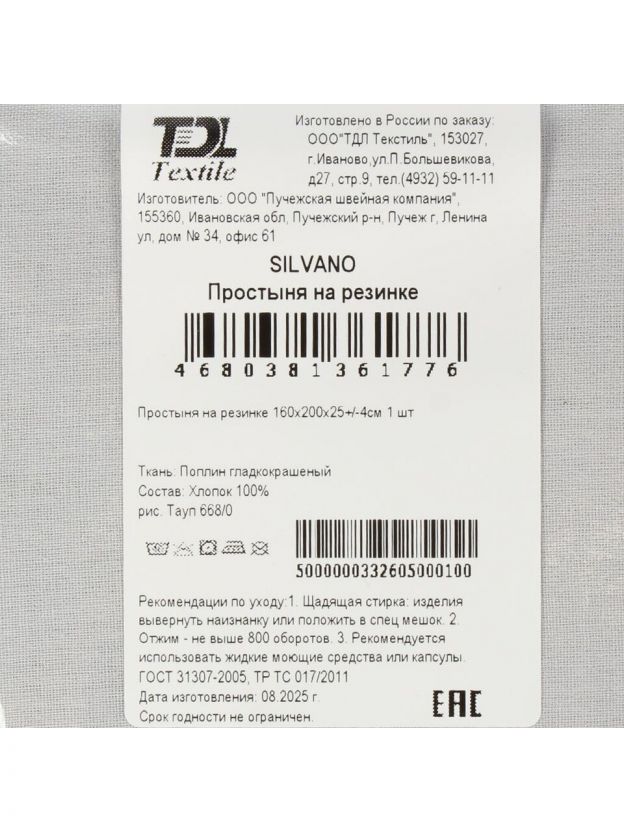 TDL
Textile
Изготовлено в России по заказу:
ООО"ТДЛ Текстиль", 153027,
г.Иваново,ул.П.Большевикова,
д27, стр.9, тел.(4932) 59-11-11
Изготовитель: ООО "Пучежская швейная компания",
155360, Ивановская обл, Пучежский р-н, Пучеж г, Ленина
ул, дом № 34, офис 61
SILVANO
Простыня на резинке
4680381361776
Простыня на резинке 160х200х25+/-4см 1 шт
Ткань: Поплин гладкокрашеный
Состав: Хлопок 100%
рис. Тауп 668/0
5000000332605000100
Рекомендации по уходу:1. Щадящая стирка: изделия
вывернуть наизнанку или положить в спец мешок. 2.
Отжим - не выше 800 оборотов. 3. Рекомендуется
использовать жидкие моющие средства или капсулы.
ГОСТ 31307-2005, ТР ТС 017/2011
Дата изготовления: 08.2025 г.
Срок годности не ограничен.
ЕАС